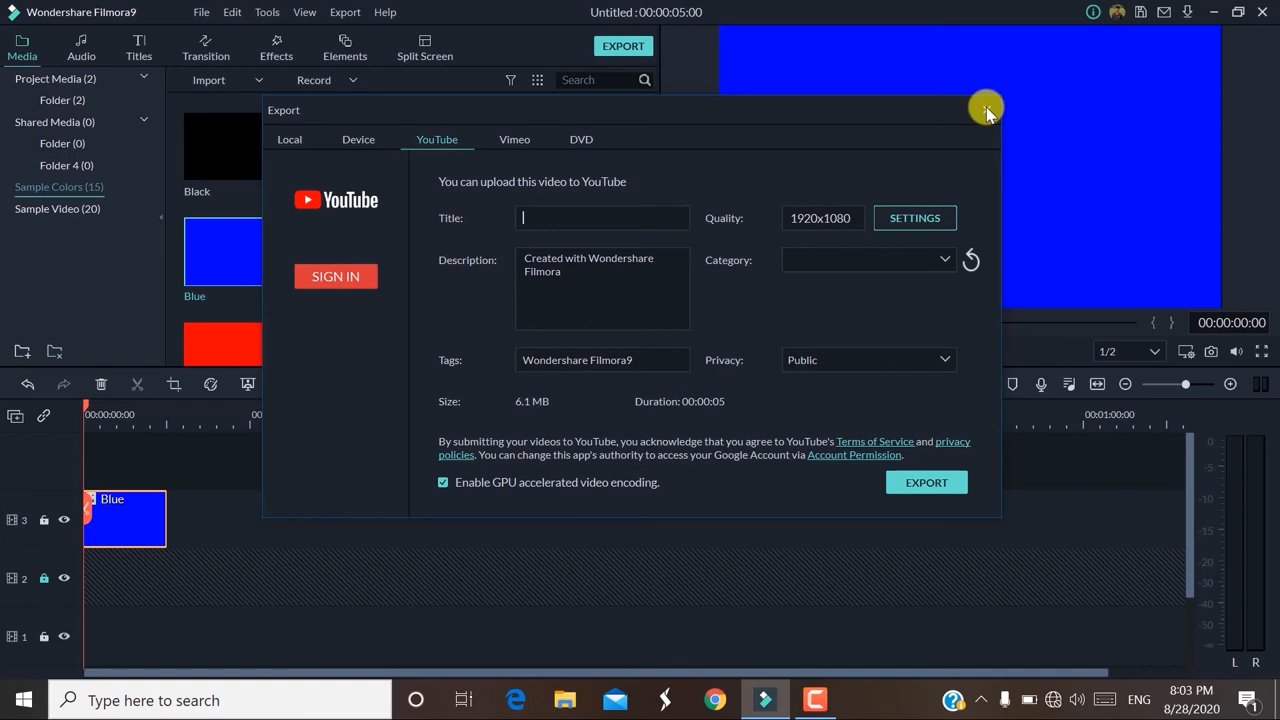 Wondershare Filmora9
File Edit Tools View Export Help
Untitled : 00:00:05:00
Media
Audio
Titles
Transition
Effects
Elements
Split Screen
EXPORT
Project Media (2)
Folder (2)
Shared Media (0)
Folder (0)
Folder 4 (0)
Sample Colors (15)
Sample Video (20)
Import
Record
Search
Black
Blue
Export
Local
Device
YouTube
Vimeo
DVD
YouTube
SIGN IN
You can upload this video to YouTube
Title:
Quality:
1920x1080
SETTINGS
Description:
Created with Wondershare
Filmora
Category:
Tags:
Wondershare Filmora9
Privacy:
Public
Size:
6.1 MB
Duration: 00:00:05
By submitting your videos to YouTube, you acknowledge that you agree to YouTube's Terms of Service and privacy
policies. You can change this app's authority to access your Google Account via Account Permission.
Enable GPU accelerated video encoding.
EXPORT
00:00:00:00
1/2
00:00:00:00
00
00:01:00:00
Blue
3
2
1
0
-5
-10
-15
-20
-30
-40
-50
-∞
L R
Type here to search
ENG
8:03 PM
8/28/2020
1